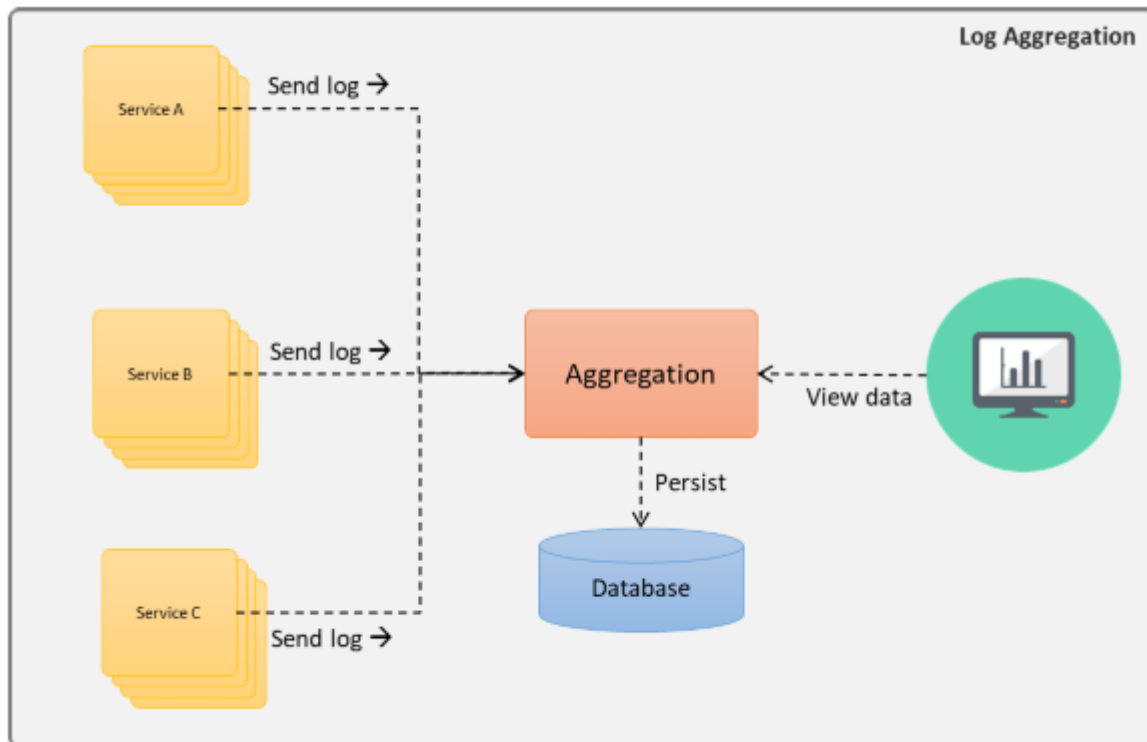 Log Aggregation
Send log →
Service A
Send log →
Service B
Aggregation
View data
Persist
Database
Service C
Send log →